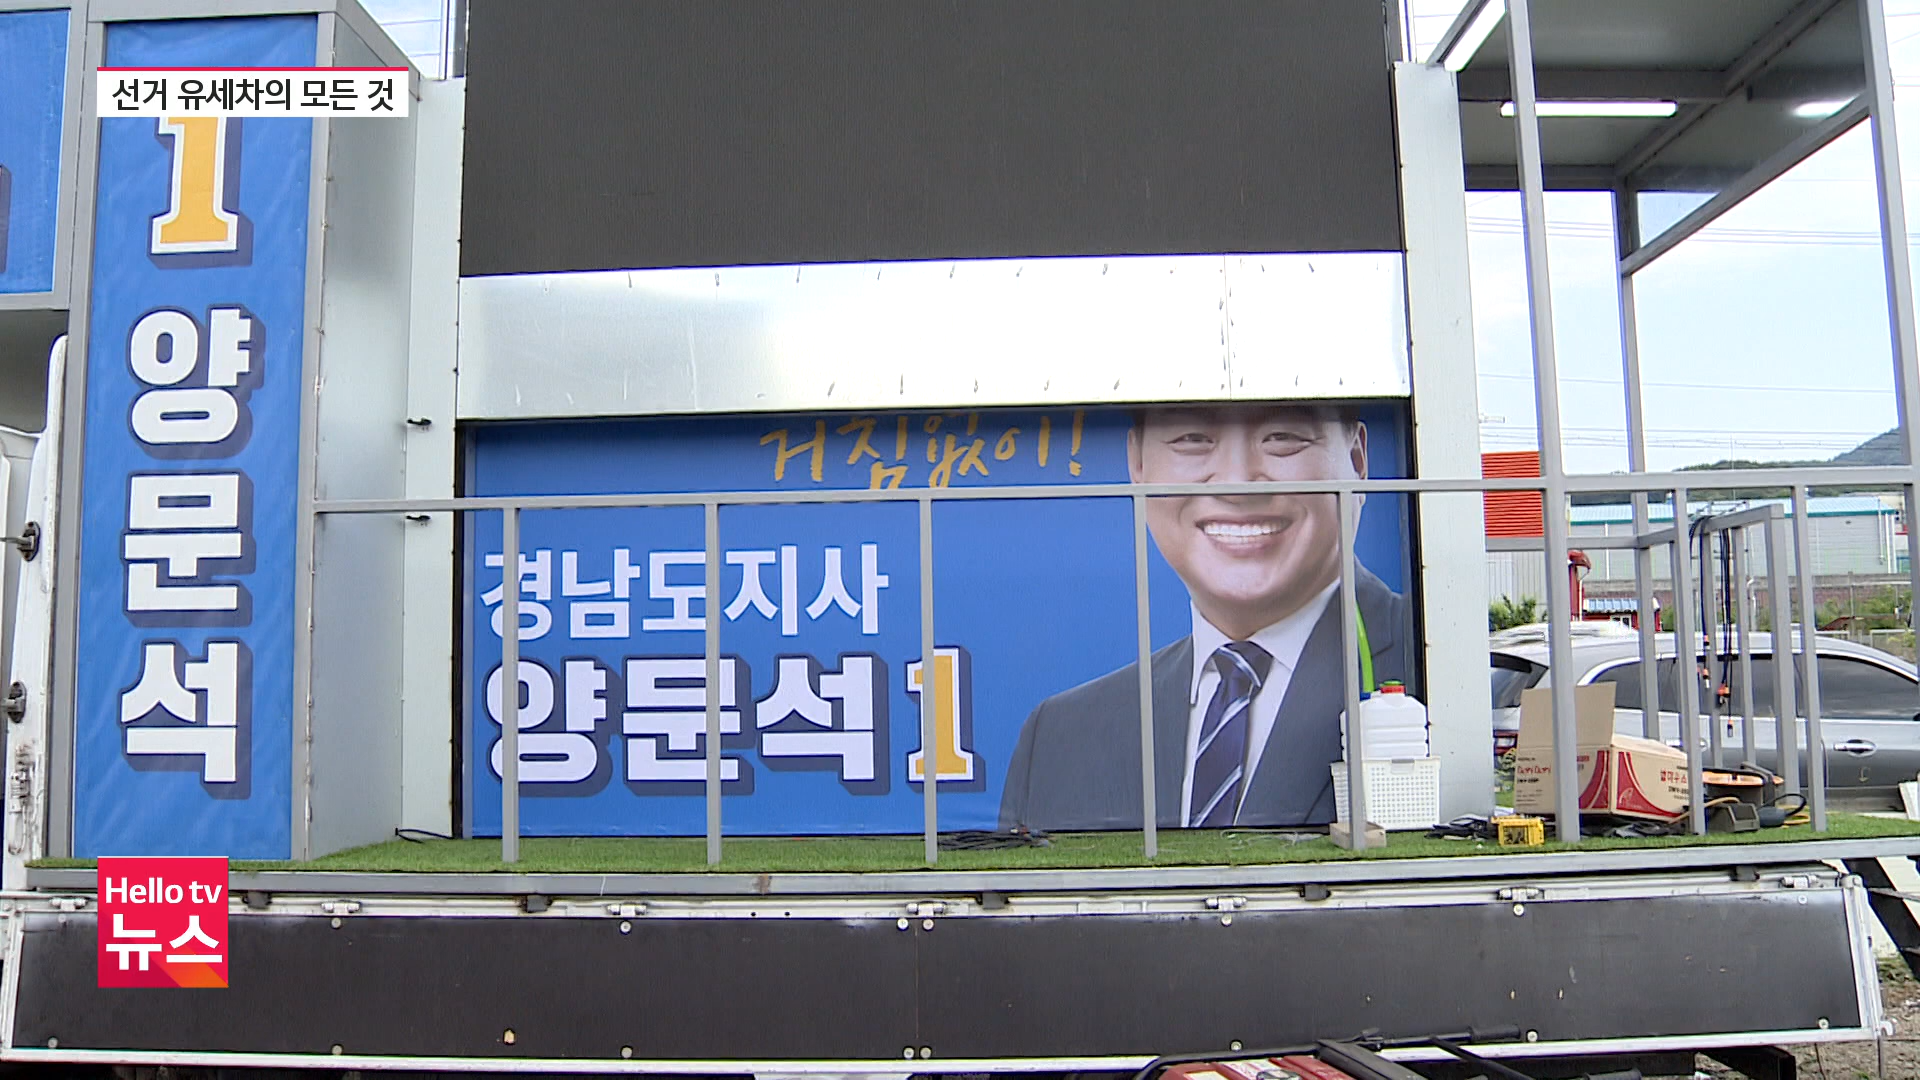 선거 유세차의 모든 것
1
양문석
거침없이!
경남도지사
양문석 1
Hello tv
뉴스